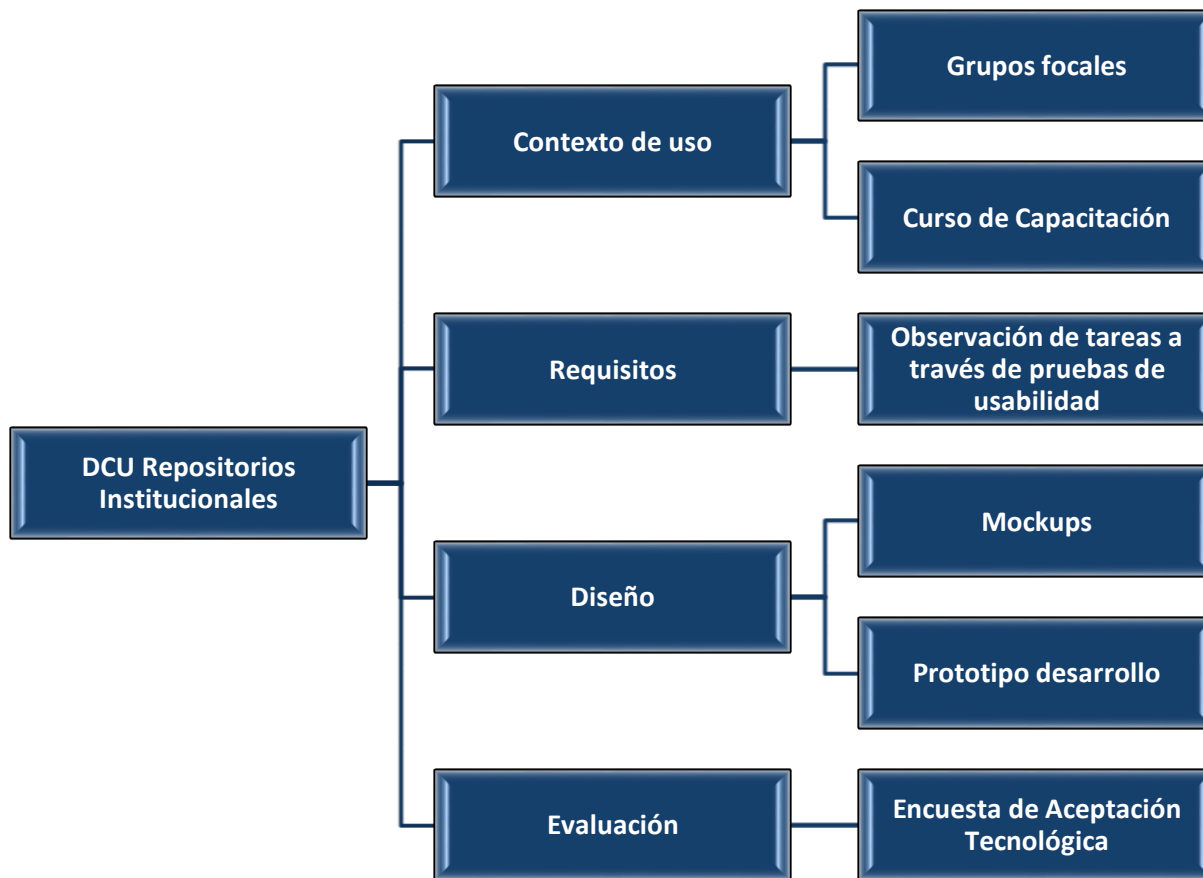 Grupos focales
Contexto de uso
Curso de Capacitación
Observación de tareas a
través de pruebas de
usabilidad
Requisitos
DCU Repositorios
Institucionales
Mockups
Diseño
Prototipo desarrollo
Evaluación
Encuesta de Aceptación
Tecnológica